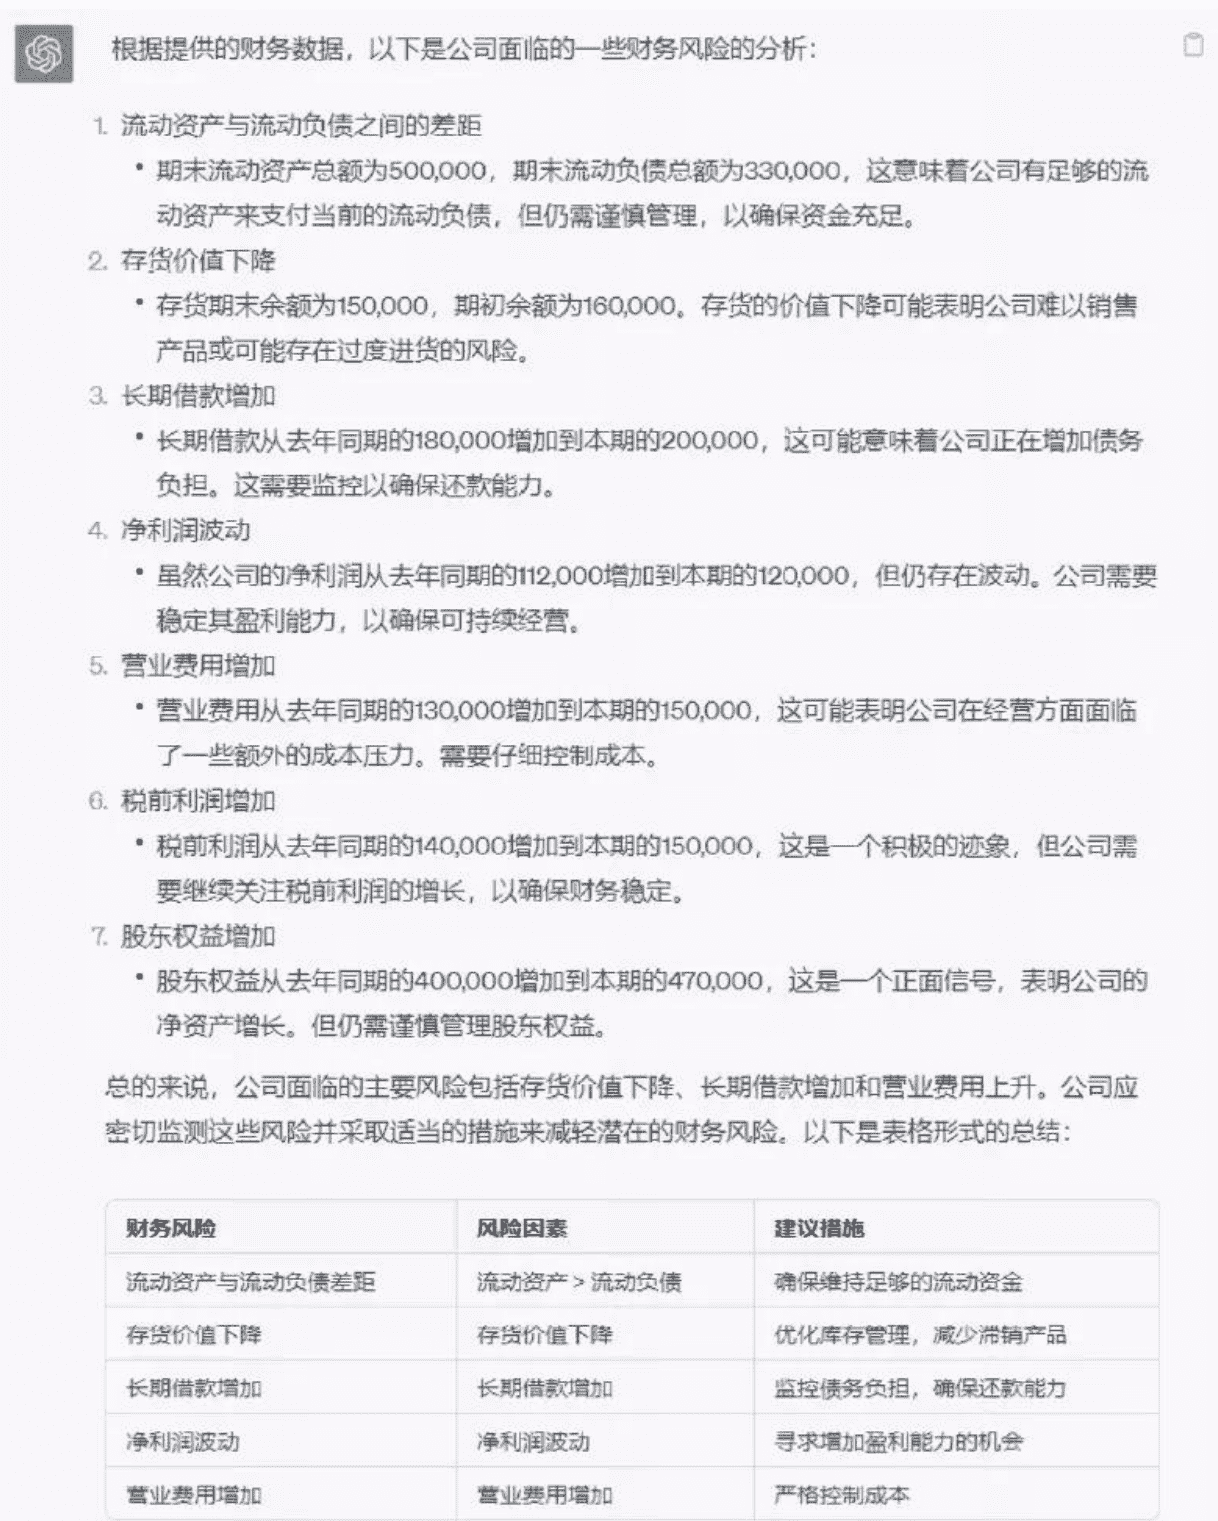 根据提供的财务数据，以下是公司面临的一些财务风险的分析：
1. 流动资产与流动负债之间的差距
• 期末流动资产总额为500,000，期末流动负债总额为330,000，这意味着公司有足够的流
动资产来支付当前的流动负债，但仍需谨慎管理，以确保资金充足。
2. 存货价值下降
• 存货期末余额为150,000，期初余额为160,000。存货的价值下降可能表明公司难以销售
产品或可能存在过度进货的风险。
3. 长期借款增加
• 长期借款从去年同期的180,000增加到本期的200,000，这可能意味着公司正在增加债务
负担。这需要监控以确保还款能力。
4. 净利润波动
• 虽然公司的净利润从去年同期的112,000增加到本期的120,000，但仍存在波动。公司需要
稳定其盈利能力，以确保可持续经营。
5. 营业费用增加
• 营业费用从去年同期的130,000增加到本期的150,000，这可能表明公司在经营方面面临
了一些额外的成本压力。需要仔细控制成本。
6. 税前利润增加
• 税前利润从去年同期的140,000增加到本期的150,000，这是一个积极的迹象，但公司需
要继续关注税前利润的增长，以确保财务稳定。
7. 股东权益增加
• 股东权益从去年同期的400,000增加到本期的470,000，这是一个正面信号，表明公司的
净资产增长。但仍需谨慎管理股东权益。
总的来说，公司面临的主要风险包括存货价值下降、长期借款增加和营业费用上升。公司应
密切监测这些风险并采取适当的措施来减轻潜在的财务风险。以下是表格形式的总结：
财务风险 风险因素 建议措施
流动资产与流动负债差距 流动资产 > 流动负债 确保维持足够的流动资金
存货价值下降 存货价值下降 优化库存管理，减少滞销产品
长期借款增加 长期借款增加 监控债务负担，确保还款能力
净利润波动 净利润波动 寻求增加盈利能力的机会
营业费用增加 营业费用增加 严格控制成本